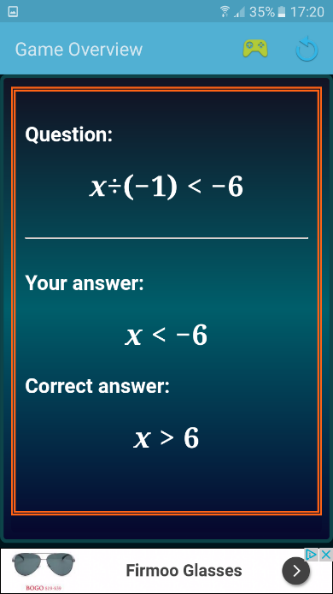 35% 17:20
Game Overview
Question:
x÷(−1) < −6
Your answer:
x < −6
Correct answer:
x > 6
Firmoo Glasses